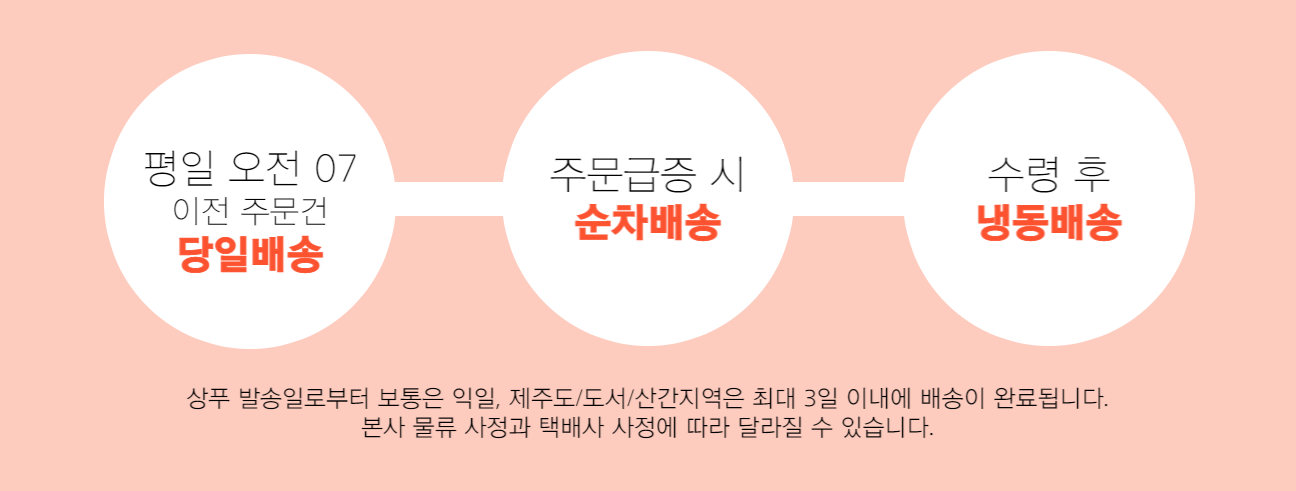 평일 오전 07
이전 주문건
당일배송
주문급증 시
순차배송
수령 후
냉동배송
상푸 발송일로부터 보통은 익일, 제주도/도서/산간지역은 최대 3일 이내에 배송이 완료됩니다.
본사 물류 사정과 택배사 사정에 따라 달라질 수 있습니다.